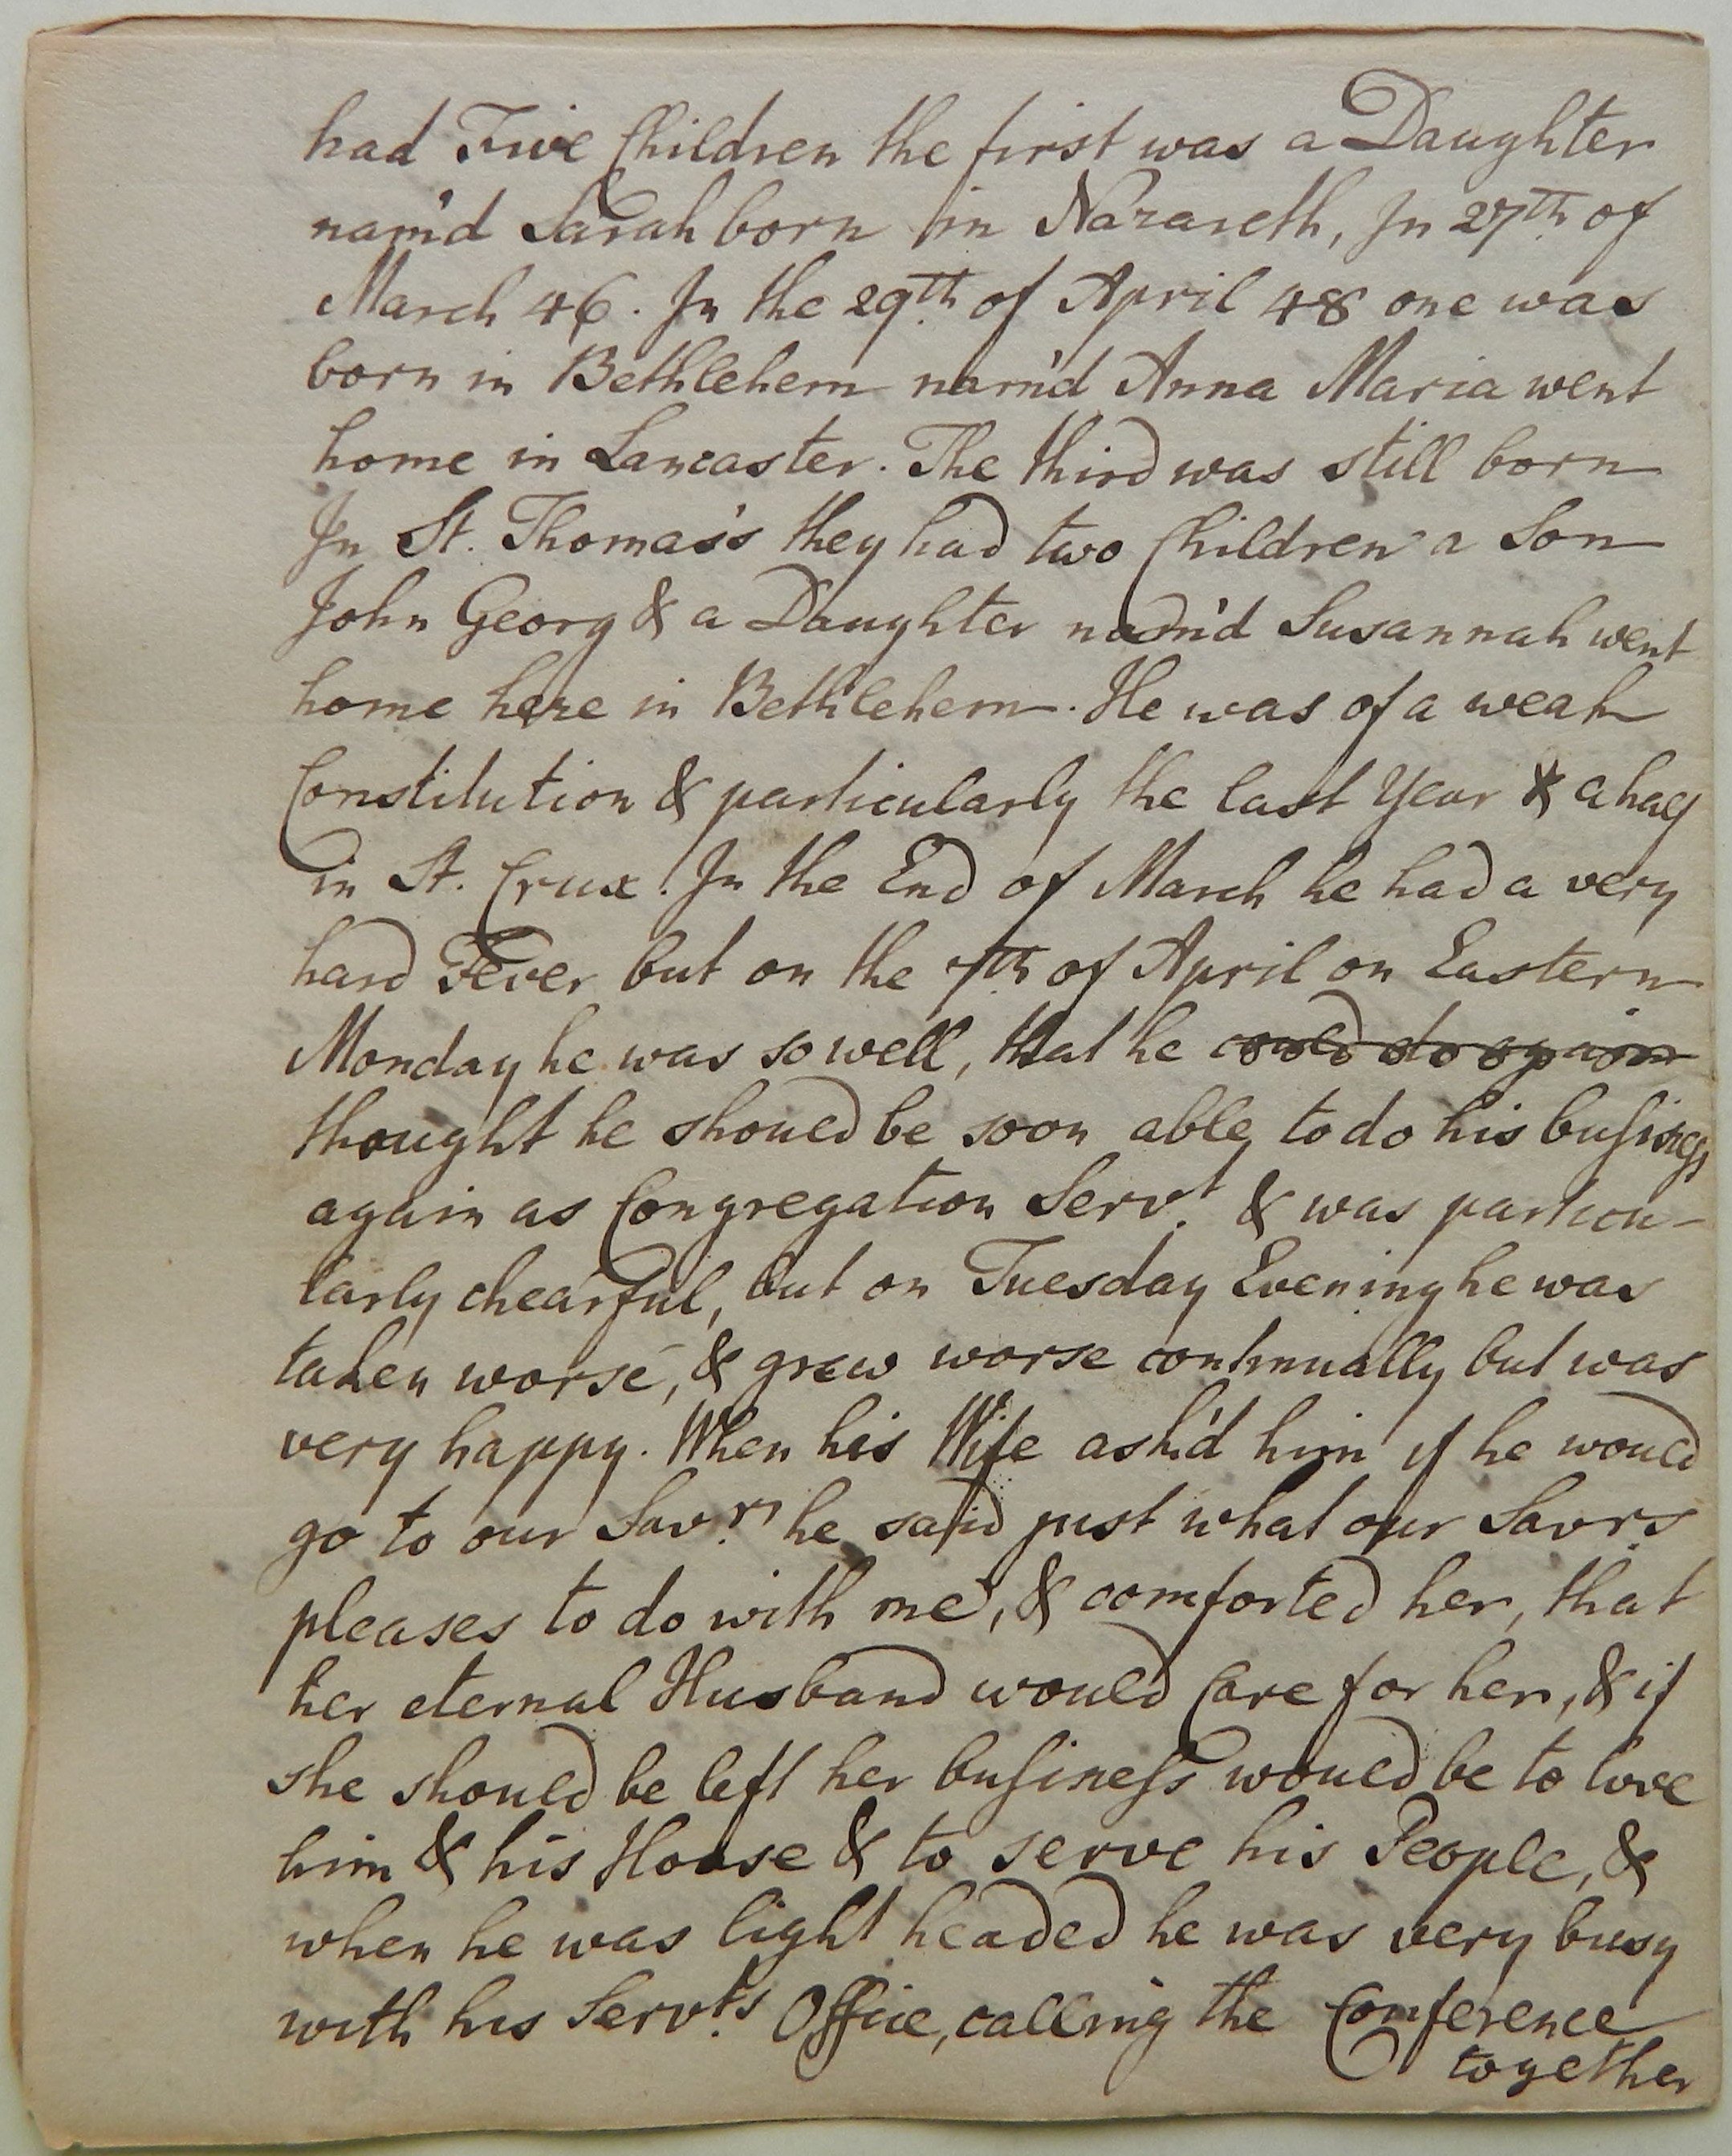 had Five Children the first was a Daughter
nam'd Sarah born in Nazareth, In 27th of
March 46. In the 29th of April 48 one was
born in Bethlehem nam'd Anna Maria went
home in Lancaster. The third was still born
In St. Thomas's they had two Children a Son
John Georg & a Daughter nam'd Susannah went
home here in Bethlehem. He was of a weak
Constitution & particularly the last Year & a half
in St. Crux. In the End of March he had a very
hard Fever but on the 7th of April on Eastern
Monday he was so well, that he could do again
thought he should be soon able to do his busineſs
again as Congregation Servt. & was particu-
larly chearful, but on Tuesday Evening he was
taken worse, & grew worse continually but was
very happy. When his Wife ask'd him if he would
go to our Savr. he said just what our Savr.
pleases to do with me, & comforted her, that
her eternal Husband would Care for her, & if
she should be left her buſineſs would be to love
him & his House & to serve his People, &
when he was light headed he was very busy
with his Servt.s Office, calling the Conference
together